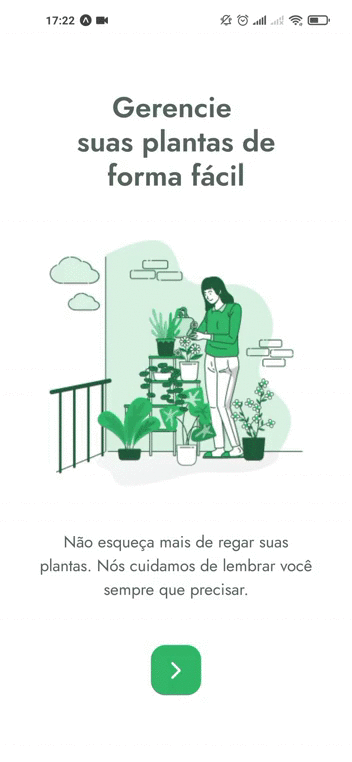 17:22
Gerencie
suas plantas de
forma fácil
Não esqueça mais de regar suas
plantas. Nós cuidamos de lembrar você
sempre que precisar.